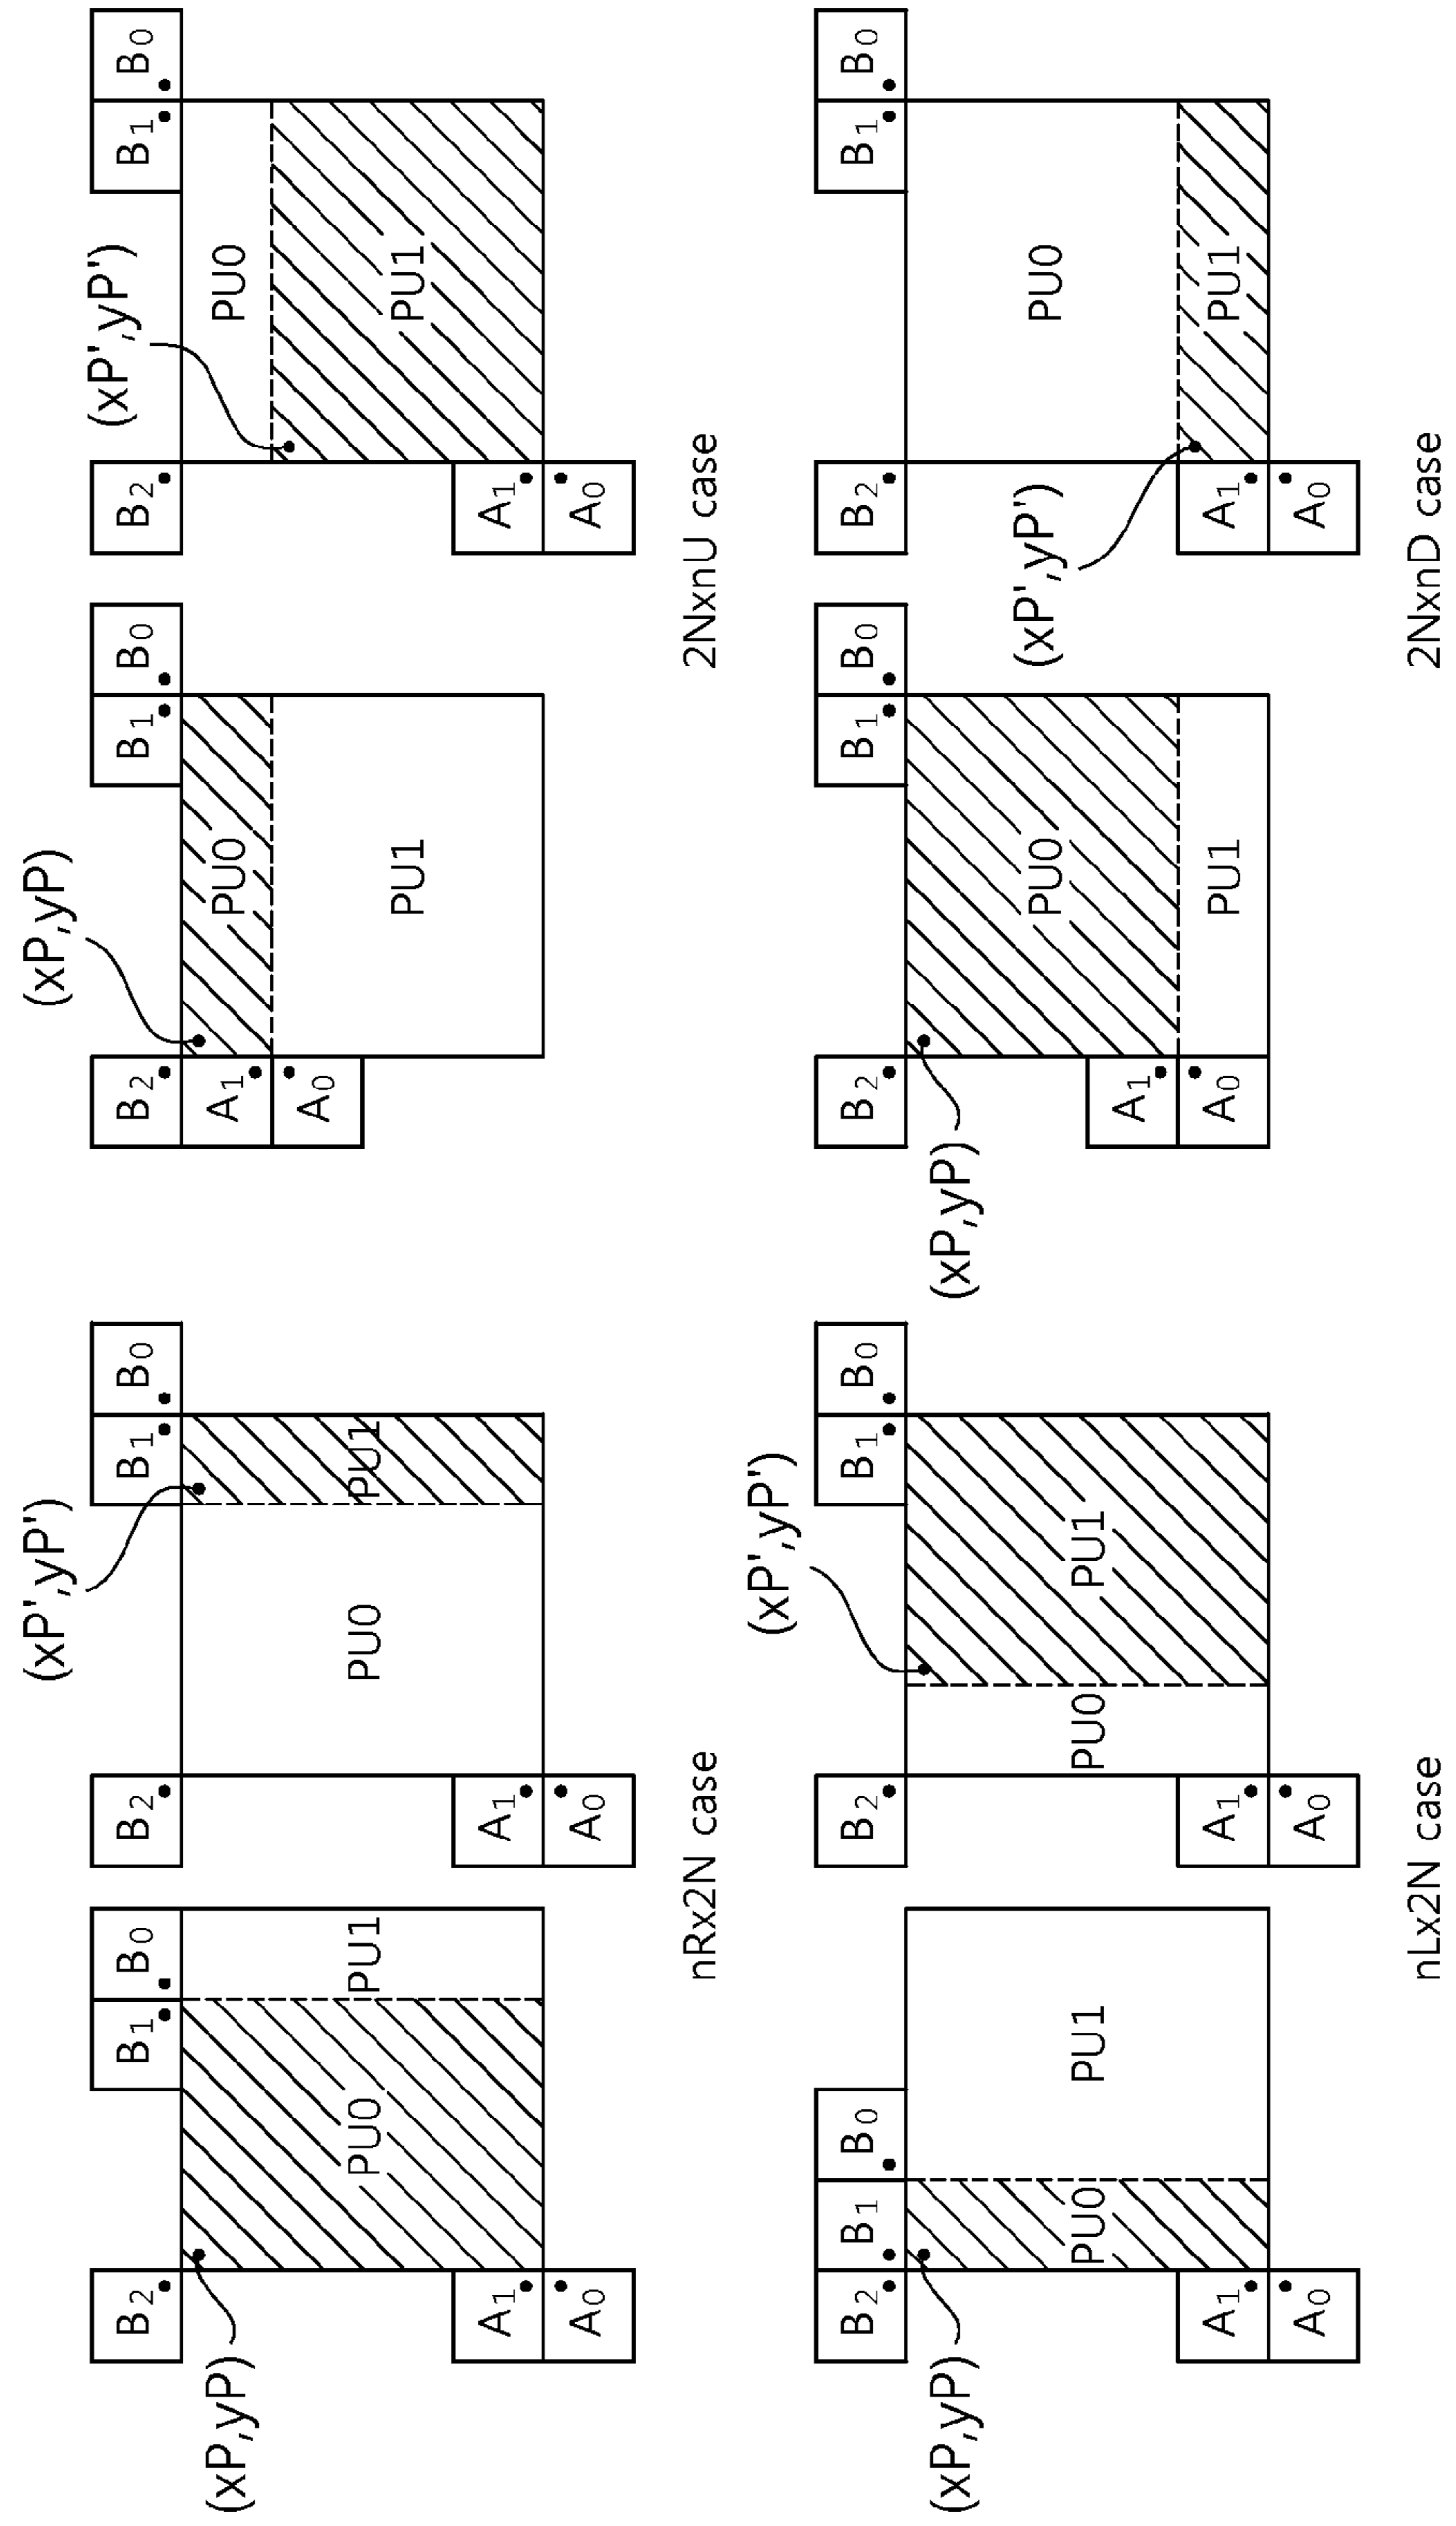 (xP,yP)
B2 B1 B0
PU0 PU1
A1
A0
(xP',yP')
B2 B1 B0
PU0 PU1
A1
A0
nRx2N case
(xP,yP)
B2 B1 B0
A1 PU0
A0
PU1
(xP',yP')
B2 B1 B0
PU0
PU1
A1
A0
2NxnU case
B2 B1 B0
(xP,yP)
PU0 PU1
A1
A0
(xP',yP')
B2 B1 B0
PU0 PU1
A1
A0
nLx2N case
B2 B1 B0
(xP,yP)
PU0
A1
A0 PU1
B2 B1 B0
(xP',yP')
PU0
A1 PU1
A0
2NxnD case